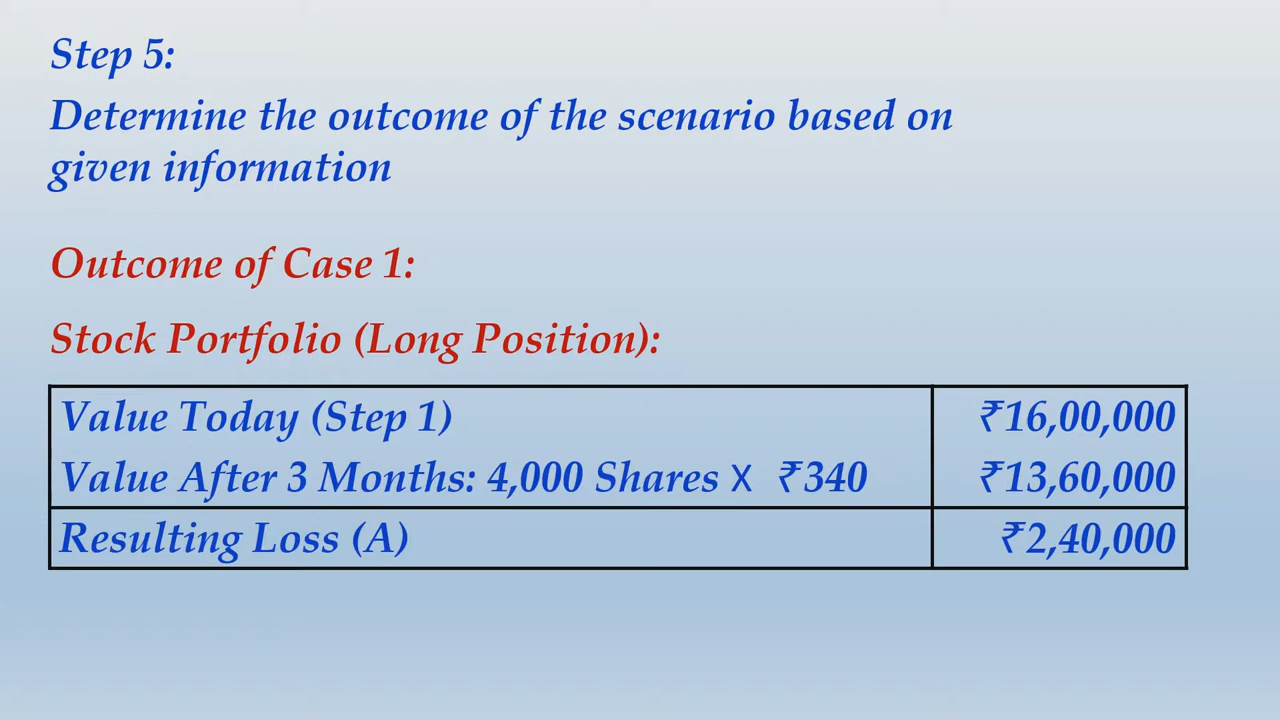 Step 5:
Determine the outcome of the scenario based on
given information
Outcome of Case 1:
Stock Portfolio (Long Position):
Value Today (Step 1) ₹16,00,000
Value After 3 Months: 4,000 Shares X ₹340 ₹13,60,000
Resulting Loss (A) ₹2,40,000